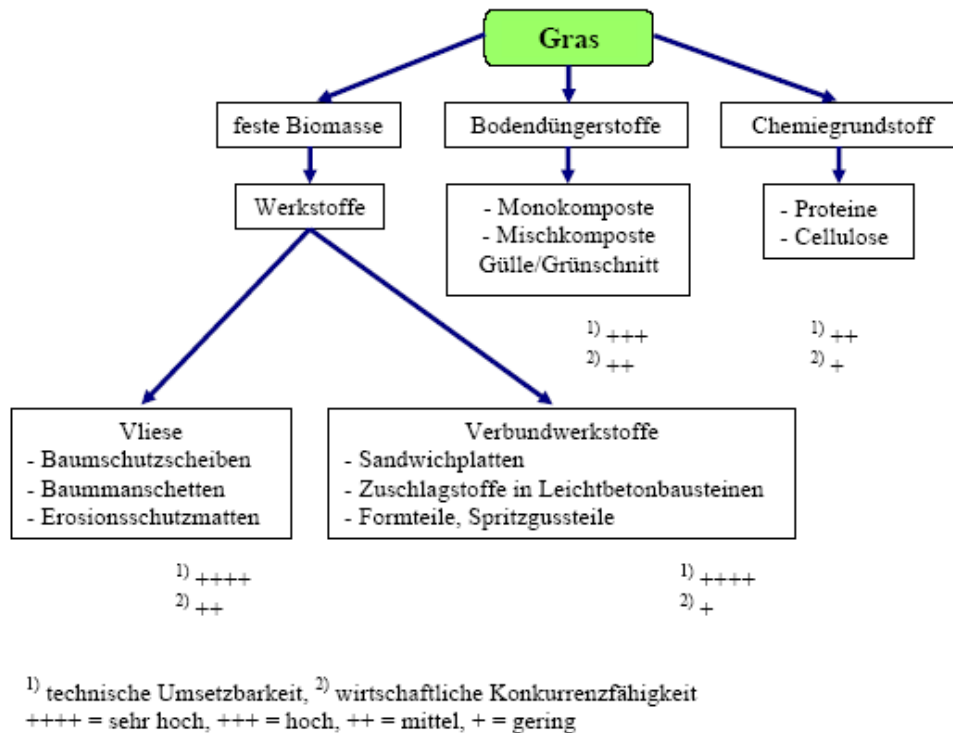 Gras
feste Biomasse
Bodendüngerstoffe
Chemiegrundstoff
Werkstoffe
- Monokomposte
- Mischkomposte
Gülle/Grünschnitt
- Proteine
- Cellulose
1) +++
2) ++
1) ++
2) +
Vliese
- Baumschutzscheiben
- Baummanschetten
- Erosionsschutzmatten
Verbundwerkstoffe
- Sandwichplatten
- Zuschlagstoffe in Leichtbetonbausteinen
- Formteile, Spritzgussteile
1) ++++
2) ++
1) ++++
2) +
1) technische Umsetzbarkeit, 2) wirtschaftliche Konkurrenzfähigkeit
++++ = sehr hoch, +++ = hoch, ++ = mittel, + = gering